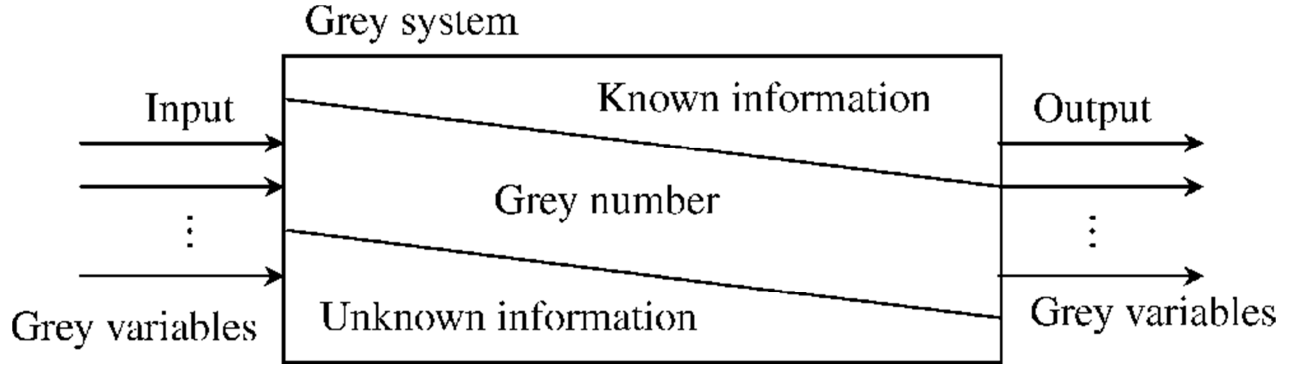 Grey system
Known information
Input
Output
Grey number
⋮
⋮
Unknown information
Grey variables
Grey variables